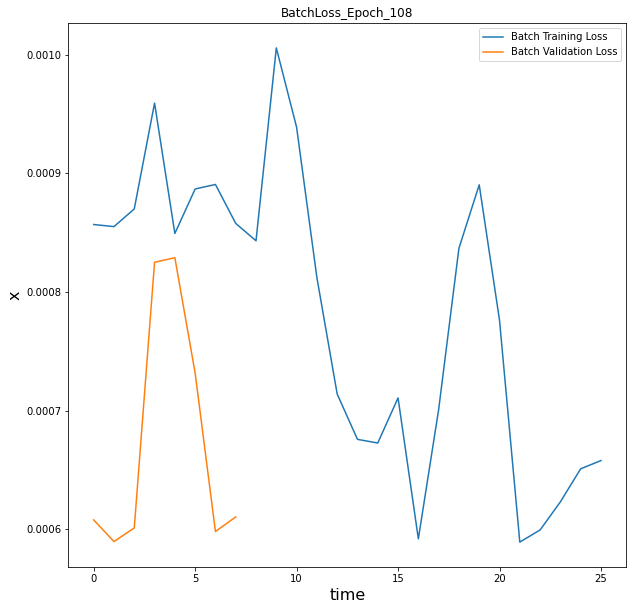 BatchLoss_Epoch_108
Batch Training Loss
Batch Validation Loss
0.0010
0.0009
0.0008
0.0007
0.0006
x
0 5 10 15 20 25
time